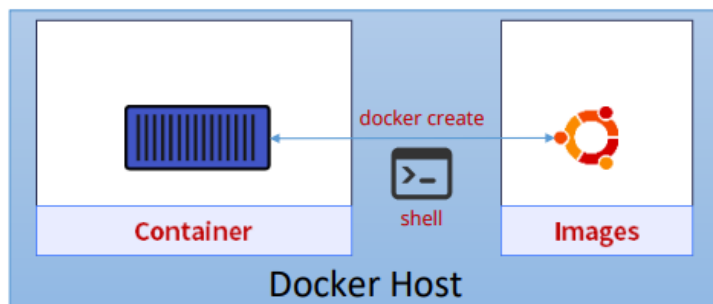 docker create
shell
Container
Images
Docker Host